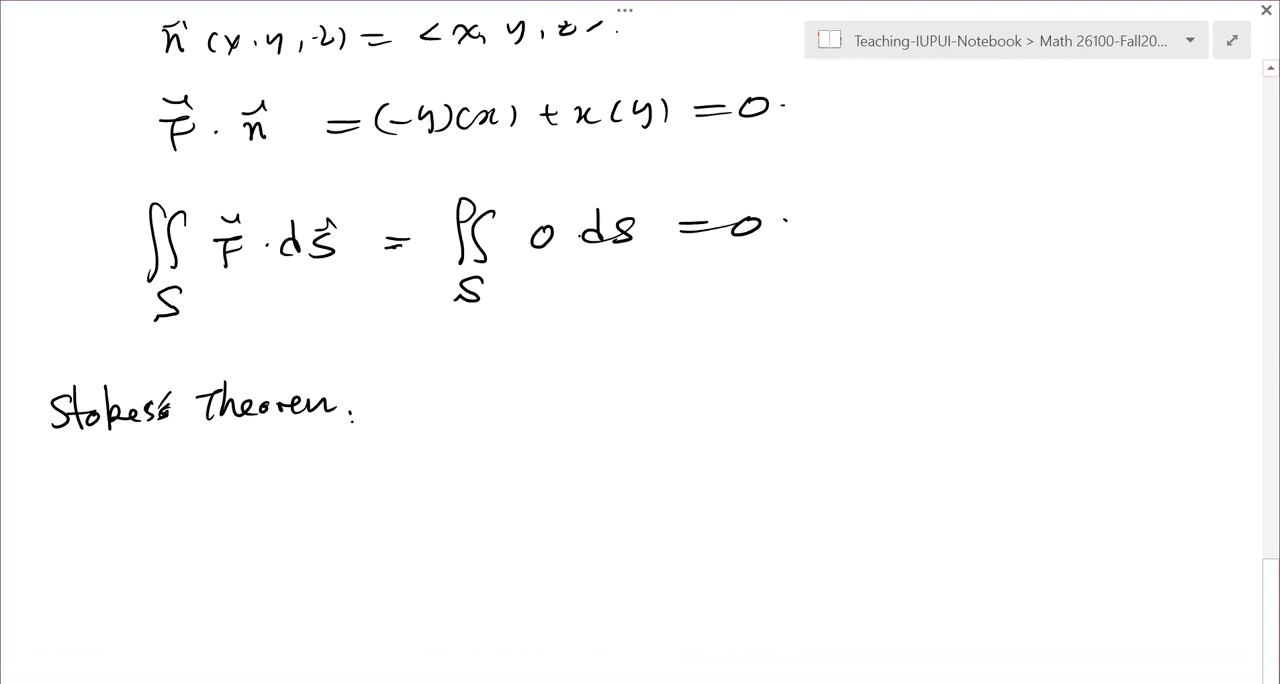 Teaching-IUPUI-Notebook > Math 26100-Fall20...
n⃗ (x, y, z) = < x, y, z >.
F⃗ · n⃗ = (-y)(x) + x(y) = 0.
∬_S F⃗ · dS⃗ = ∬_S 0 dS = 0.
Stokes's Theorem: